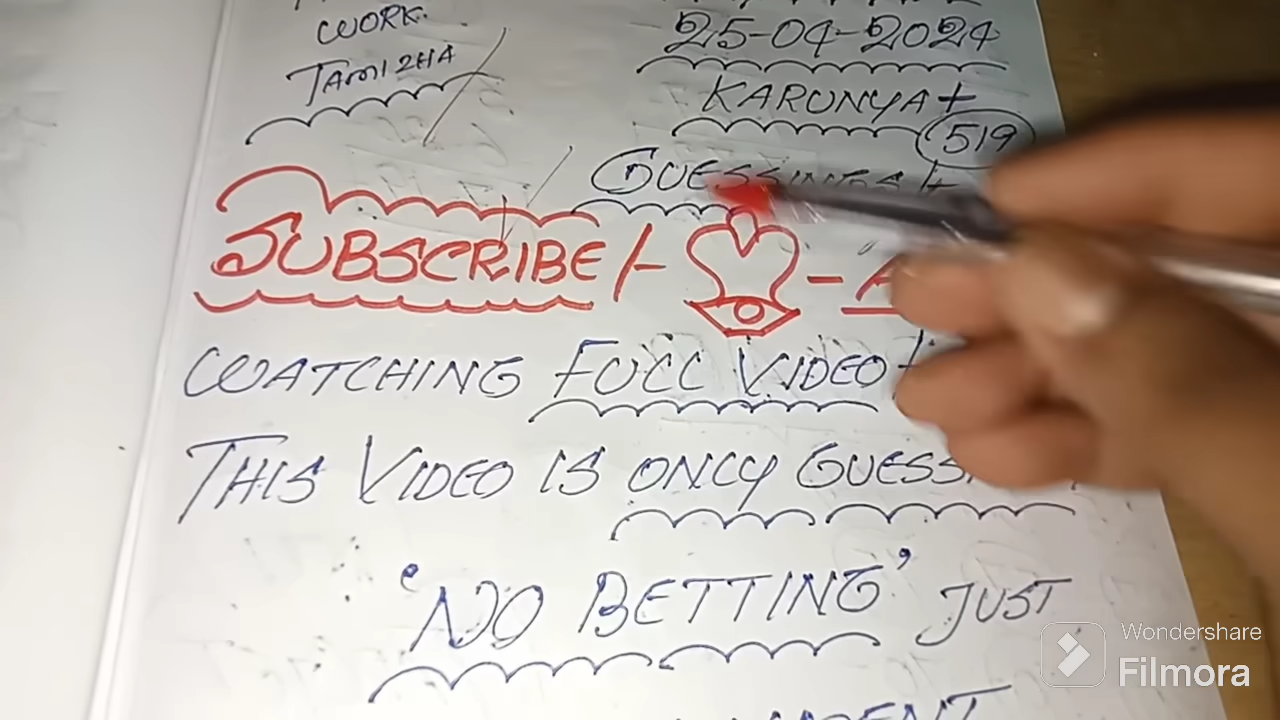 WORK.
TAMIZHA
25-04-2024
KARUNYA+
519
GUESSINGS
SUBSCRIBE/- -
WATCHING FULL VIDEO
THIS VIDEO IS ONLY
'NO BETTING' JUST
Wondershare
Filmora